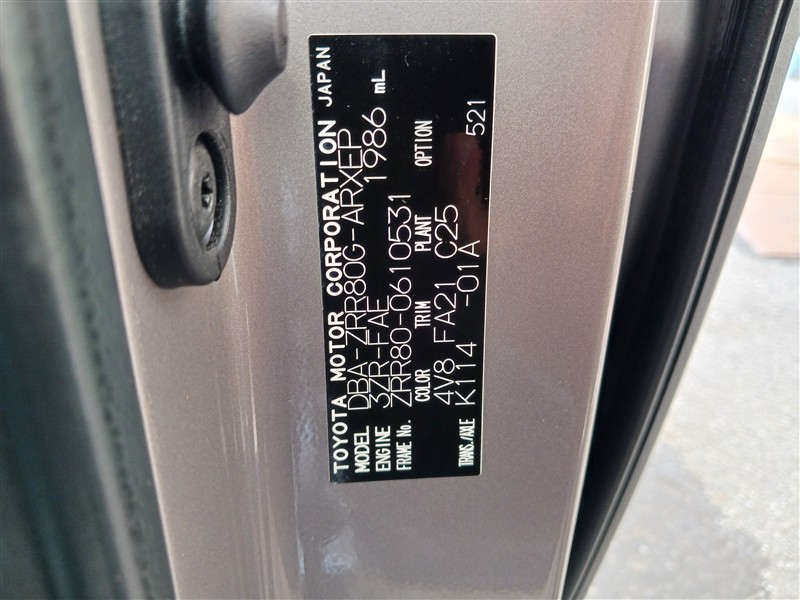 TOYOTA MOTOR CORPORATION JAPAN
MODEL DBA-ZRR80G-ARXEP
ENGINE 3ZR-FAE 1986 mL
FRAME No. ZRR80-0610531
COLOR TRIM PLANT OPTION
4V8 FA21 C25
TRANS./AXLE K114 -01A 521